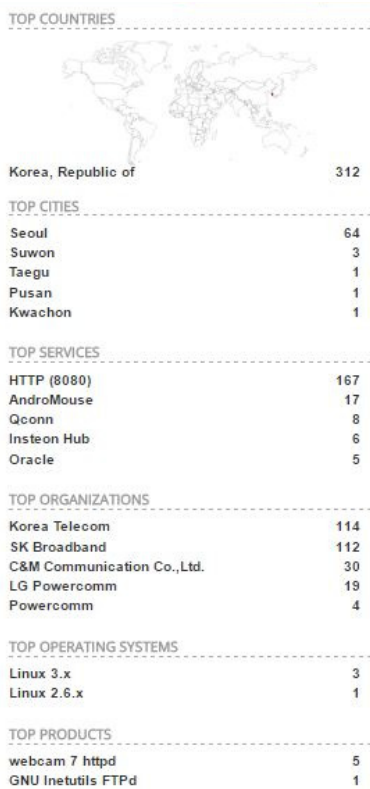 TOP COUNTRIES
Korea, Republic of 312
TOP CITIES
Seoul 64
Suwon 3
Taegu 1
Pusan 1
Kwachon 1
TOP SERVICES
HTTP (8080) 167
AndroMouse 17
Qconn 8
Insteon Hub 6
Oracle 5
TOP ORGANIZATIONS
Korea Telecom 114
SK Broadband 112
C&M Communication Co.,Ltd. 30
LG Powercomm 19
Powercomm 4
TOP OPERATING SYSTEMS
Linux 3.x 3
Linux 2.6.x 1
TOP PRODUCTS
webcam 7 httpd 5
GNU Inetutils FTPd 1